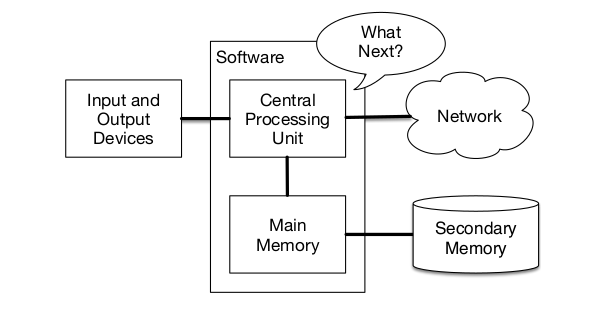 What
Next?
Software
Input and
Output
Devices
Central
Processing
Unit
Network
Main
Memory
Secondary
Memory